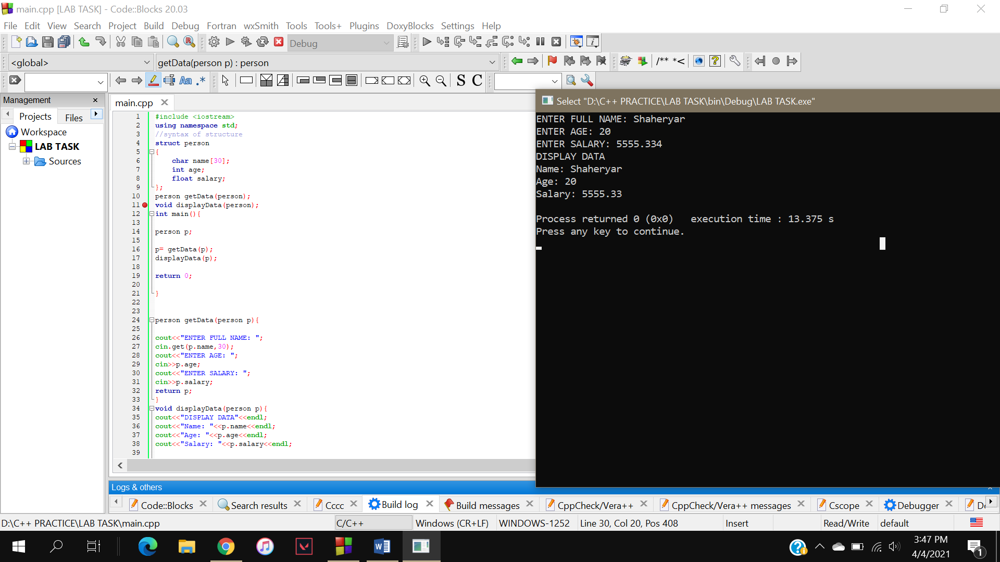 main.cpp [LAB TASK] - Code::Blocks 20.03
File Edit View Search Project Build Debug Fortran wxSmith Tools Tools+ Plugins DoxyBlocks Settings Help
Debug
<global> getData(person p) : person
/** *<
Aa .* S C
Management
Projects Files
Workspace
LAB TASK
Sources
main.cpp
1 #include <iostream>
2 using namespace std;
3 //syntax of structure
4 struct person
5 {
6 char name[30];
7 int age;
8 float salary;
9 };
10 person getData(person);
11 void displayData(person);
12 int main(){
13
14 person p;
15
16 p= getData(p);
17 displayData(p);
18
19 return 0;
20
21 }
22
23
24 person getData(person p){
25
26 cout<<"ENTER FULL NAME: ";
27 cin.get(p.name,30);
28 cout<<"ENTER AGE: ";
29 cin>>p.age;
30 cout<<"ENTER SALARY: ";
31 cin>>p.salary;
32 return p;
33 }
34 void displayData(person p){
35 cout<<"DISPLAY DATA"<<endl;
36 cout<<"Name: "<<p.name<<endl;
37 cout<<"Age: "<<p.age<<endl;
38 cout<<"Salary: "<<p.salary<<endl;
39
Select "D:\C++ PRACTICE\LAB TASK\bin\Debug\LAB TASK.exe"
ENTER FULL NAME: Shaheryar
ENTER AGE: 20
ENTER SALARY: 5555.334
DISPLAY DATA
Name: Shaheryar
Age: 20
Salary: 5555.33
Process returned 0 (0x0) execution time : 13.375 s
Press any key to continue.
Logs & others
Code::Blocks Search results Cccc Build log Build messages CppCheck/Vera++ CppCheck/Vera++ messages Cscope Debugger
D:\C++ PRACTICE\LAB TASK\main.cpp C/C++ Windows (CR+LF) WINDOWS-1252 Line 30, Col 20, Pos 408 Insert Read/Write default
3:47 PM
4/4/2021
1